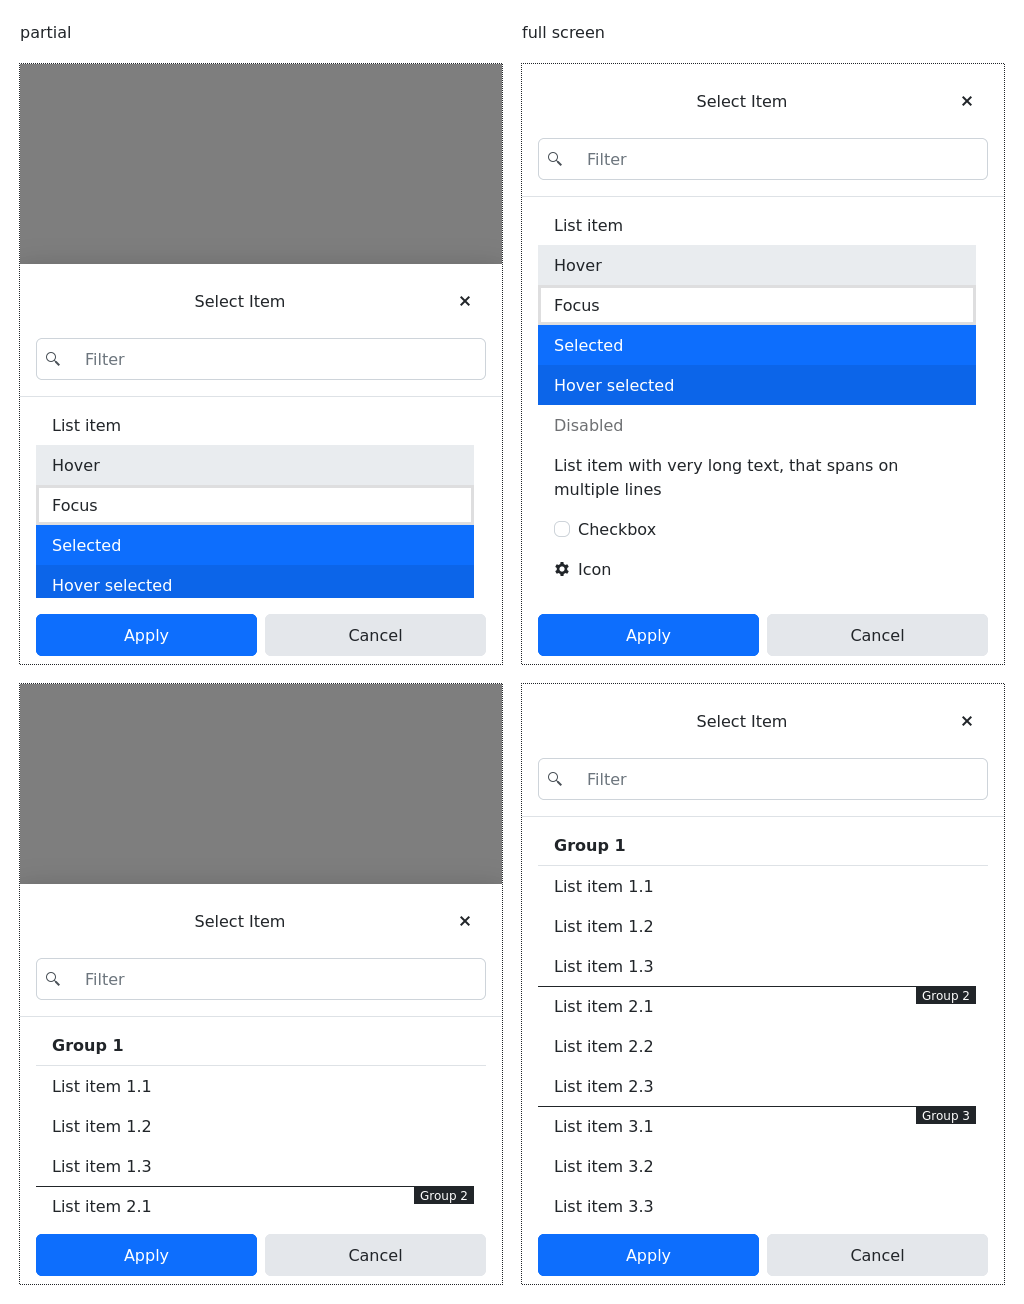 partial
full screen
Select Item
Filter
List item
Hover
Focus
Selected
Hover selected
Apply
Cancel
Select Item
Filter
List item
Hover
Focus
Selected
Hover selected
Disabled
List item with very long text, that spans on
multiple lines
Checkbox
Icon
Apply
Cancel
Select Item
Filter
Group 1
List item 1.1
List item 1.2
List item 1.3
Group 2
List item 2.1
Apply
Cancel
Select Item
Filter
Group 1
List item 1.1
List item 1.2
List item 1.3
Group 2
List item 2.1
List item 2.2
List item 2.3
Group 3
List item 3.1
List item 3.2
List item 3.3
Apply
Cancel